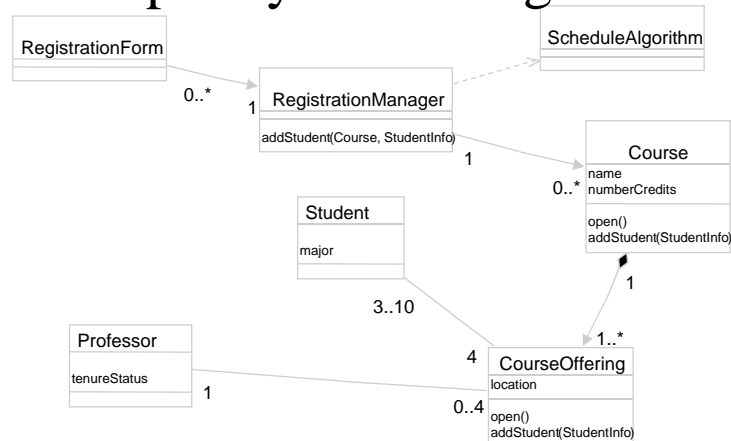 RegistrationForm
ScheduleAlgorithm
0..*
1
RegistrationManager
addStudent(Course, StudentInfo)
1
0..*
Course
name
numberCredits
open()
addStudent(StudentInfo)
1
1..*
Student
major
3..10
4
Professor
tenureStatus
1
0..4
CourseOffering
location
open()
addStudent(StudentInfo)